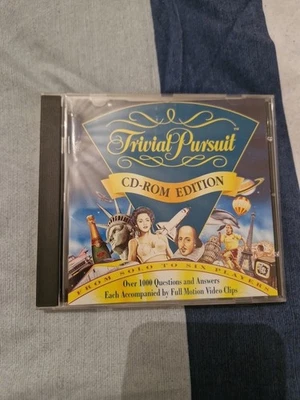 Trivial Pursuit
CD-ROM EDITION
FROM SOLO TO SIX PLAYERS
Over 1000 Questions and Answers
Each Accompanied by Full Motion Video Clips